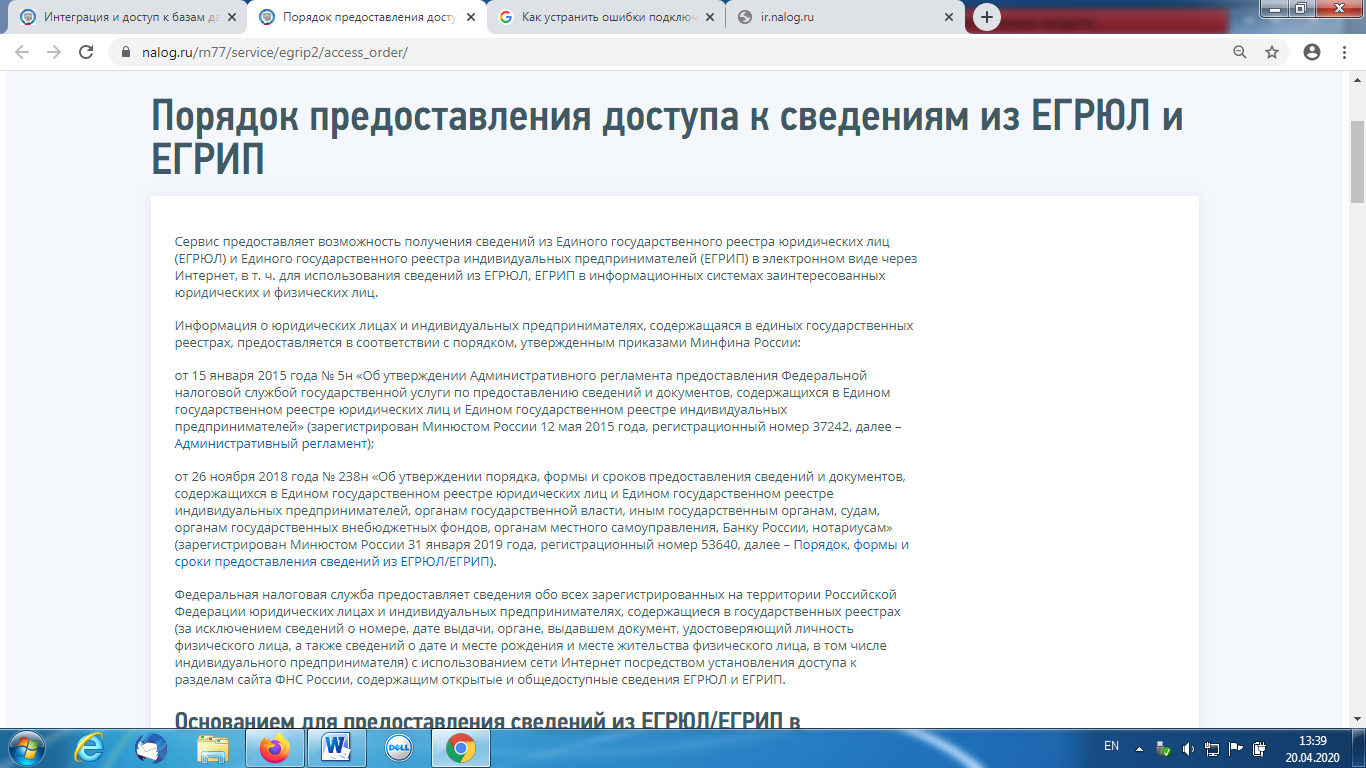 Интеграция и доступ к базам да
Порядок предоставления досту
Как устранить ошибки подключ
ir.nalog.ru
nalog.ru/rn77/service/egrip2/access_order/
Порядок предоставления доступа к сведениям из ЕГРЮЛ и
ЕГРИП
Сервис предоставляет возможность получения сведений из Единого государственного реестра юридических лиц
(ЕГРЮЛ) и Единого государственного реестра индивидуальных предпринимателей (ЕГРИП) в электронном виде через
Интернет, в т. ч. для использования сведений из ЕГРЮЛ, ЕГРИП в информационных системах заинтересованных
юридических и физических лиц.
Информация о юридических лицах и индивидуальных предпринимателях, содержащаяся в единых государственных
реестрах, предоставляется в соответствии с порядком, утвержденным приказами Минфина России:
от 15 января 2015 года № 5н «Об утверждении Административного регламента предоставления Федеральной
налоговой службой государственной услуги по предоставлению сведений и документов, содержащихся в Едином
государственном реестре юридических лиц и Едином государственном реестре индивидуальных
предпринимателей» (зарегистрирован Минюстом России 12 мая 2015 года, регистрационный номер 37242, далее –
Административный регламент);
от 26 ноября 2018 года № 238н «Об утверждении порядка, формы и сроков предоставления сведений и документов,
содержащихся в Едином государственном реестре юридических лиц и Едином государственном реестре
индивидуальных предпринимателей, органам государственной власти, иным государственным органам, судам,
органам государственных внебюджетных фондов, органам местного самоуправления, Банку России, нотариусам»
(зарегистрирован Минюстом России 31 января 2019 года, регистрационный номер 53640, далее – Порядок, формы и
сроки предоставления сведений из ЕГРЮЛ/ЕГРИП).
Федеральная налоговая служба предоставляет сведения обо всех зарегистрированных на территории Российской
Федерации юридических лицах и индивидуальных предпринимателях, содержащиеся в государственных реестрах
(за исключением сведений о номере, дате выдачи, органе, выдавшем документ, удостоверяющий личность
физического лица, а также сведений о дате и месте рождения и месте жительства физического лица, в том числе
индивидуального предпринимателя) с использованием сети Интернет посредством установления доступа к
разделам сайта ФНС России, содержащим открытые и общедоступные сведения ЕГРЮЛ и ЕГРИП.
Основанием для предоставления сведений из ЕГРЮЛ/ЕГРИП в
DELL
EN
13:39
20.04.2020